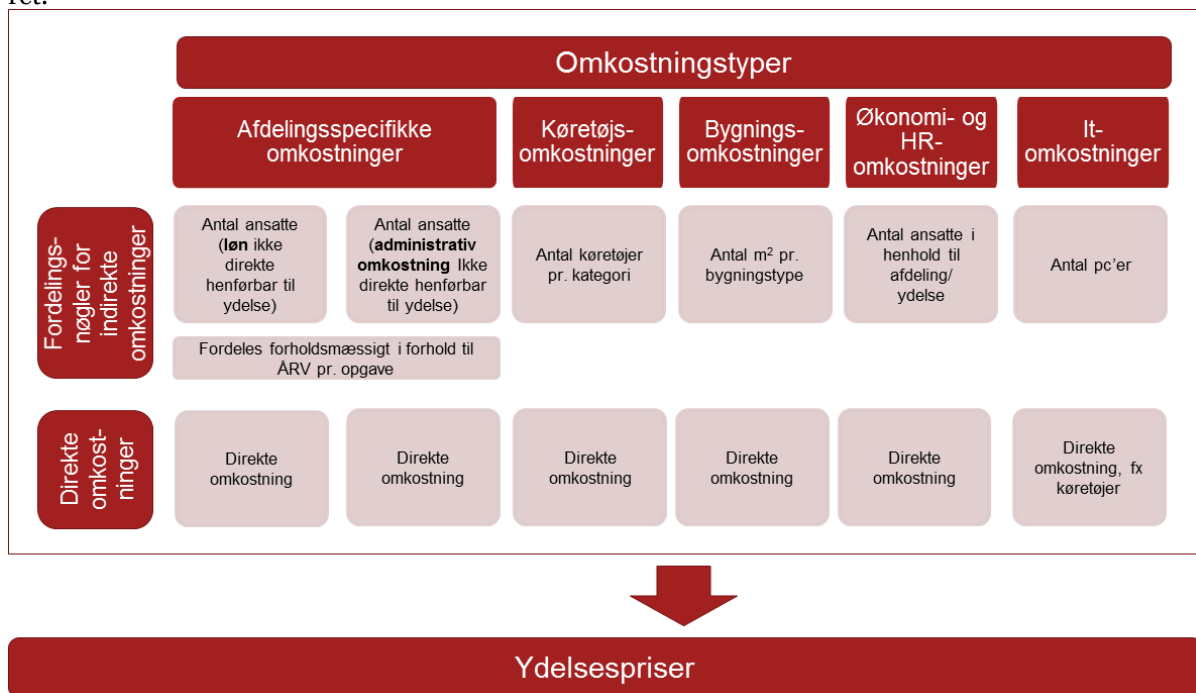 Omkostningstyper
Afdelingsspecifikke
omkostninger
Køretøjs-
omkostninger
Bygnings-
omkostninger
Økonomi- og
HR-
omkostninger
It-
omkostninger
Fordelings-
nøgler for
indirekte
omkostninger
Antal ansatte
(løn ikke
direkte
henførbar til
ydelse)
Antal ansatte
(administrativ
omkostning Ikke
direkte henførbar
til ydelse)
Antal køretøjer
pr. kategori
Antal m² pr.
bygningstype
Antal ansatte i
henhold til
afdeling/
ydelse
Antal pc'er
Fordeles forholdsmæssigt i forhold til
ÅRV pr. opgave
Direkte
omkost-
ninger
Direkte
omkostning
Direkte
omkostning
Direkte
omkostning
Direkte
omkostning
Direkte
omkostning
Direkte
omkostning, fx
køretøjer
Ydelsespriser